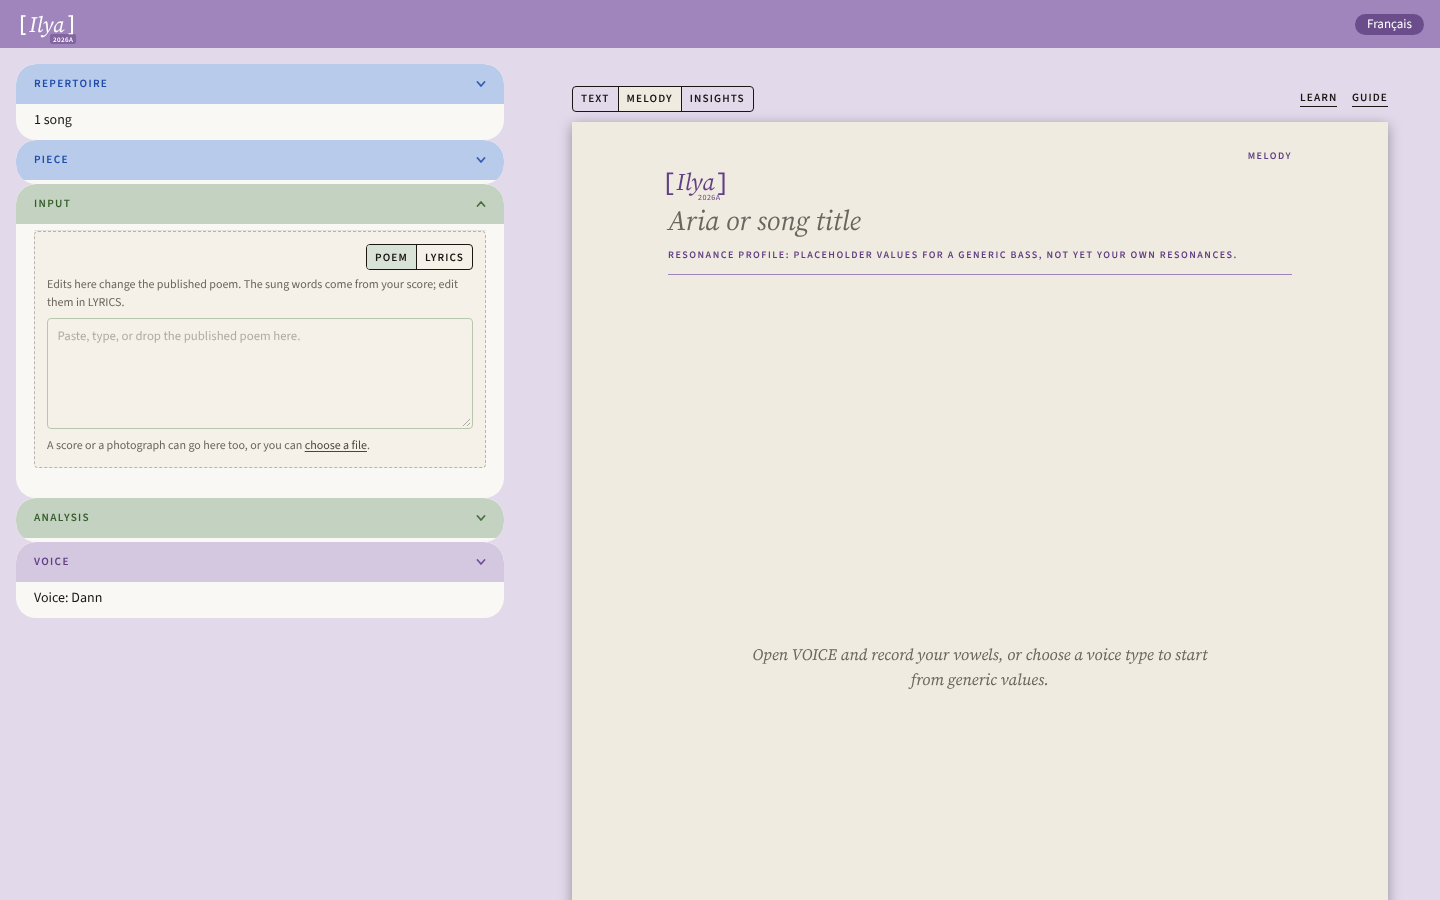 [Ilya]
2026A
Français
REPERTOIRE
1 song
PIECE
INPUT
POEM LYRICS
Edits here change the published poem. The sung words come from your score; edit
them in LYRICS.
Paste, type, or drop the published poem here.
A score or a photograph can go here too, or you can choose a file.
ANALYSIS
VOICE
Voice: Dann
TEXT MELODY INSIGHTS
LEARN GUIDE
MELODY
[Ilya]
2026A
Aria or song title
RESONANCE PROFILE: PLACEHOLDER VALUES FOR A GENERIC BASS, NOT YET YOUR OWN RESONANCES.
Open VOICE and record your vowels, or choose a voice type to start
from generic values.